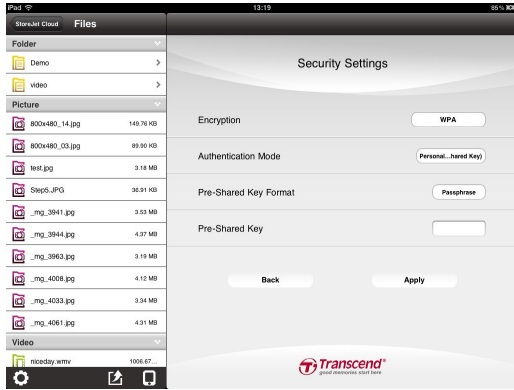 iPad 13:19 85%
StoreJet Cloud Files
Folder
Demo
video
Picture
800x480_14.jpg 149.76 KB
800x480_03.jpg 89.90 KB
test.jpg 3.18 MB
Step5.JPG 36.91 KB
_mg_3941.jpg 3.53 MB
_mg_3944.jpg 4.37 MB
_mg_3963.jpg 3.19 MB
_mg_4008.jpg 4.12 MB
_mg_4033.jpg 3.34 MB
_mg_4061.jpg 4.31 MB
Video
niceday.wmv 1006.67...
Security Settings
Encryption WPA
Authentication Mode Personal...hared Key)
Pre-Shared Key Format Passphrase
Pre-Shared Key
Back Apply
Transcend®
good memories start here